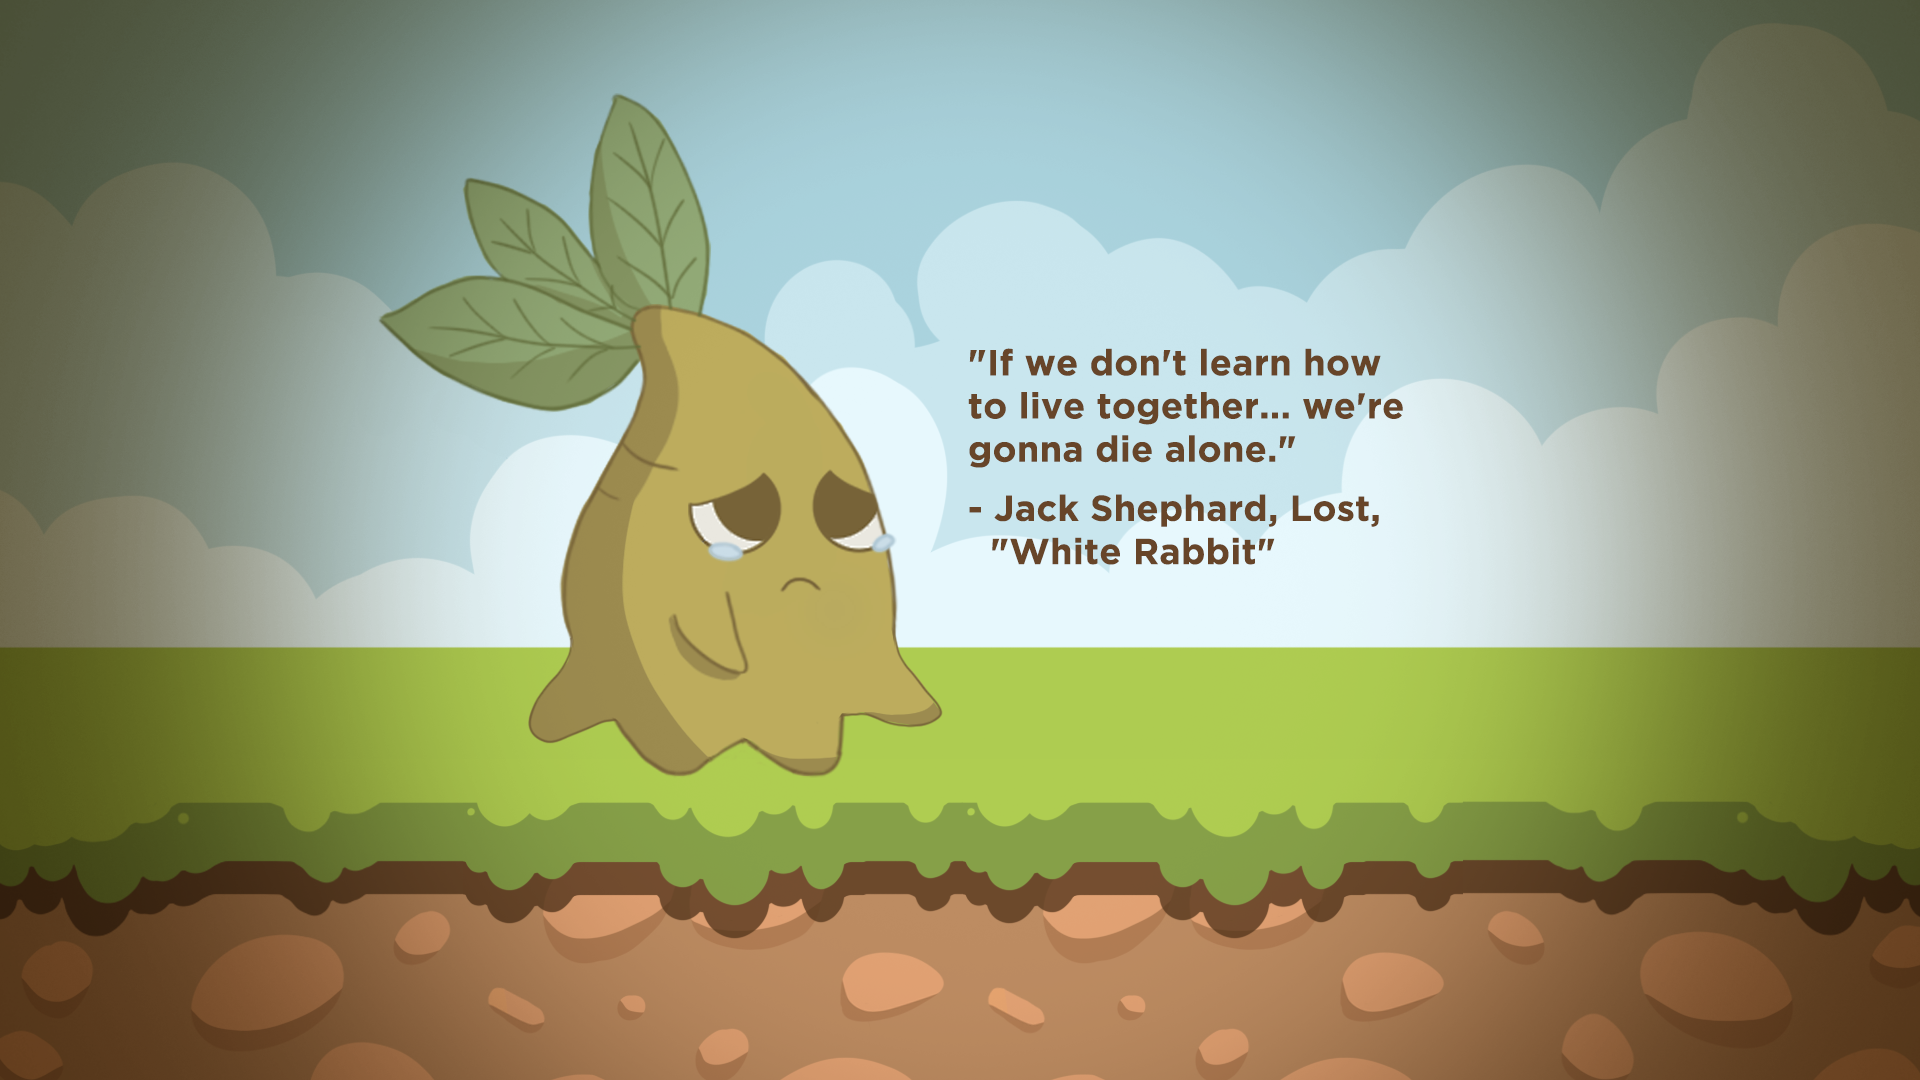 "If we don't learn how
to live together... we're
gonna die alone."
- Jack Shephard, Lost,
"White Rabbit"